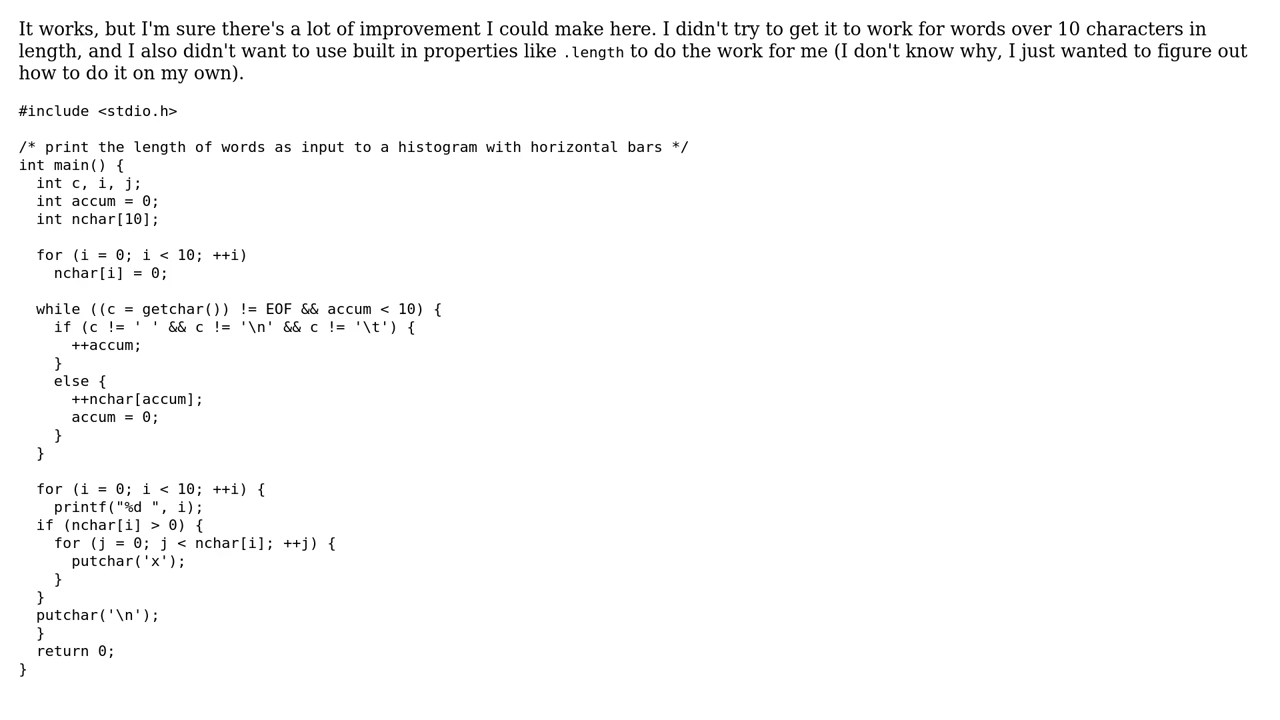 It works, but I'm sure there's a lot of improvement I could make here. I didn't try to get it to work for words over 10 characters in
length, and I also didn't want to use built in properties like .length to do the work for me (I don't know why, I just wanted to figure out
how to do it on my own).
#include <stdio.h>
/* print the length of words as input to a histogram with horizontal bars */
int main() {
  int c, i, j;
  int accum = 0;
  int nchar[10];
  for (i = 0; i < 10; ++i)
    nchar[i] = 0;
  while ((c = getchar()) != EOF && accum < 10) {
    if (c != ' ' && c != '\n' && c != '\t') {
      ++accum;
    }
    else {
      ++nchar[accum];
      accum = 0;
    }
  }
  for (i = 0; i < 10; ++i) {
    printf("%d ", i);
  if (nchar[i] > 0) {
    for (j = 0; j < nchar[i]; ++j) {
      putchar('x');
    }
  }
  putchar('\n');
  }
  return 0;
}